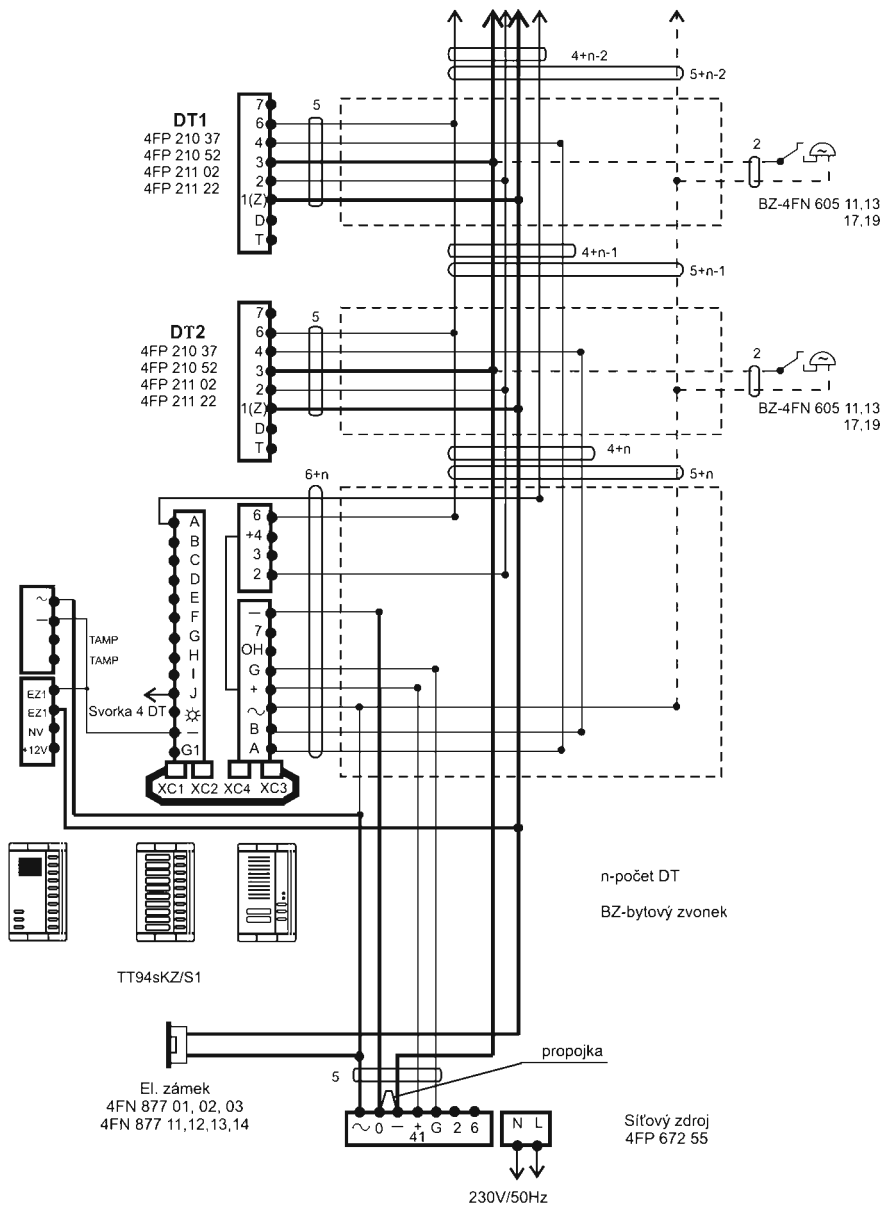 4+n-2
5+n-2
DT1
4FP 210 37
4FP 210 52
4FP 211 02
4FP 211 22
7
6
4
3
2
1(Z)
D
T
5
2
BZ-4FN 605 11,13
17,19
4+n-1
5+n-1
DT2
4FP 210 37
4FP 210 52
4FP 211 02
4FP 211 22
7
6
4
3
2
1(Z)
D
T
5
2
BZ-4FN 605 11,13
17,19
4+n
5+n
6+n
A
B
C
D
E
F
G
H
I
J
–
G1
6
+4
3
2
—
7
OH
G
+
~
B
A
~
—
TAMP
TAMP
EZ1
EZ1
NV
+12V
Svorka 4 DT
XC1 XC2 XC4 XC3
n-počet DT
BZ-bytový zvonek
TT94sKZ/S1
El. zámek
4FN 877 01, 02, 03
4FN 877 11,12,13,14
5
propojka
~ 0 – + G 2 6
41
N L
Síťový zdroj
4FP 672 55
230V/50Hz